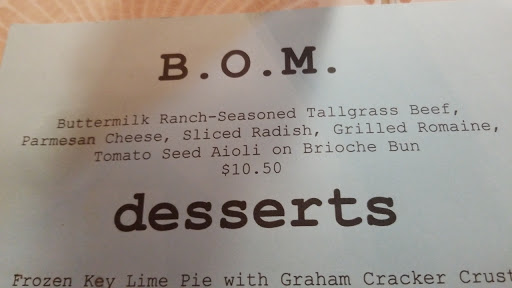 B.O.M.
Buttermilk Ranch-Seasoned Tallgrass Beef,
Parmesan Cheese, Sliced Radish, Grilled Romaine,
Tomato Seed Aioli on Brioche Bun
$10.50
desserts
Frozen Key Lime Pie with Graham Cracker Crust